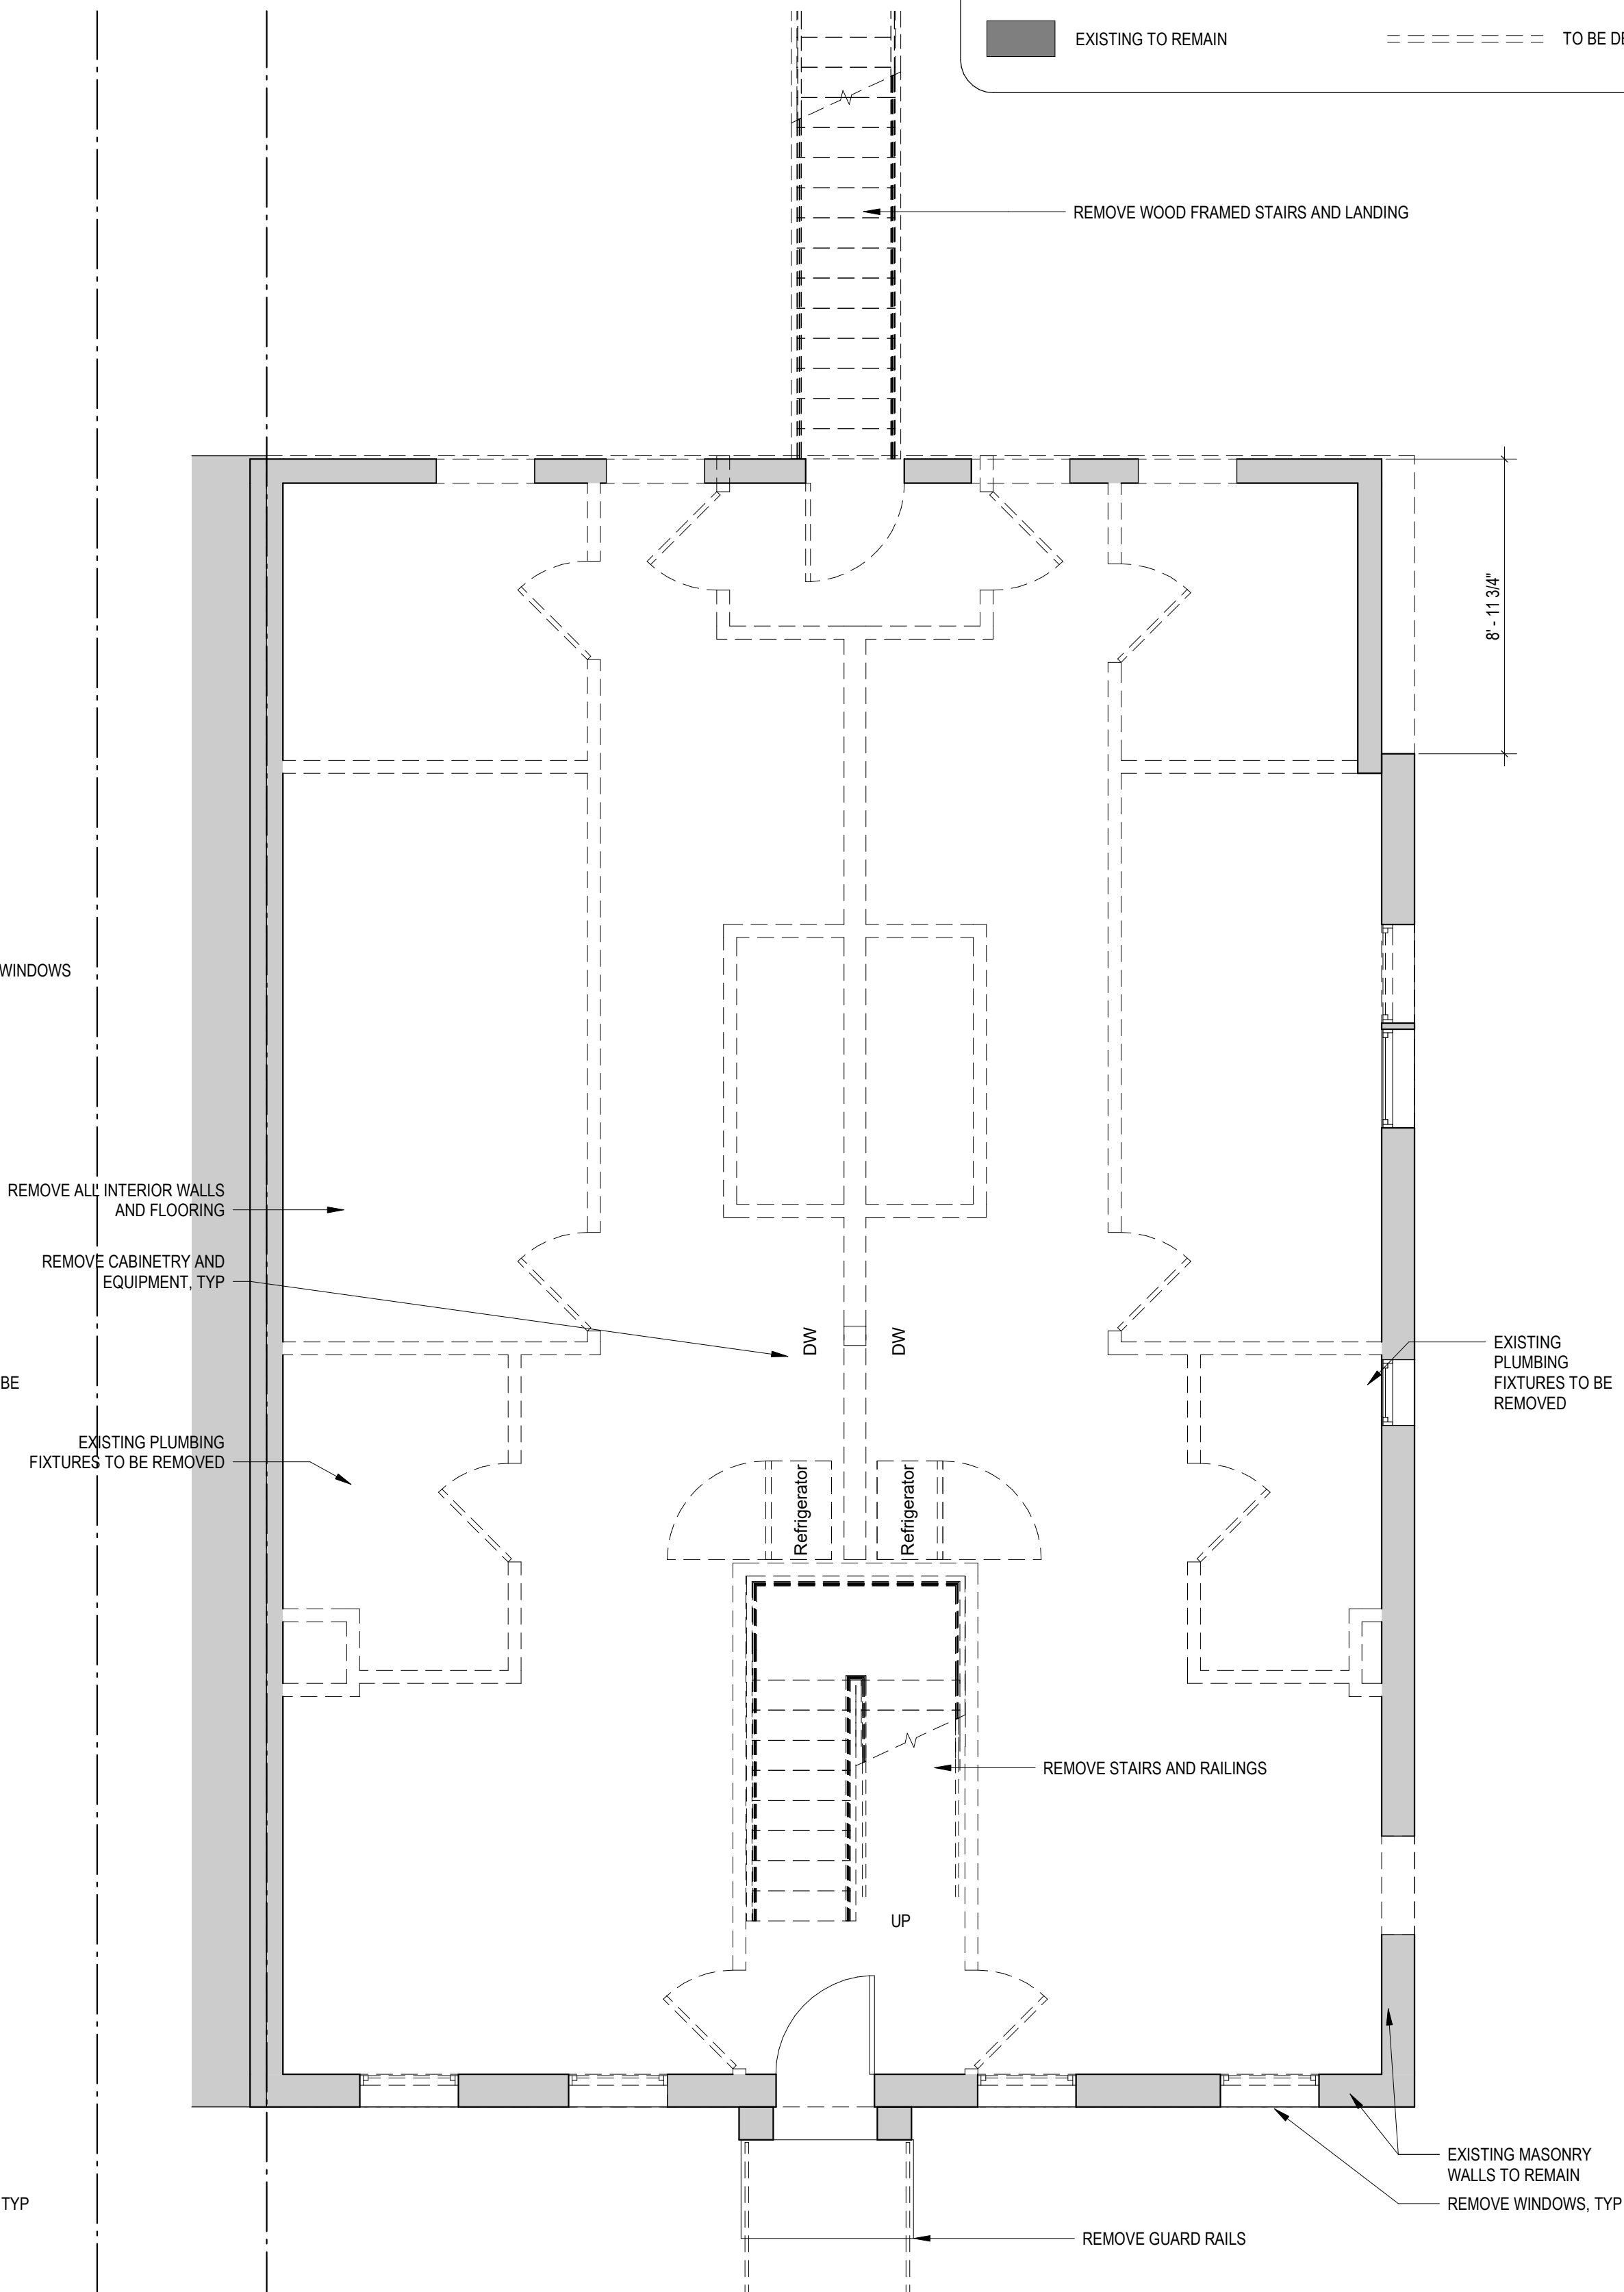 EXISTING TO REMAIN
REMOVE WOOD FRAMED STAIRS AND LANDING
8' - 11 3/4"
WINDOWS
REMOVE ALL INTERIOR WALLS
AND FLOORING
REMOVE CABINETRY AND
EQUIPMENT, TYP
DW
DW
EXISTING
PLUMBING
FIXTURES TO BE
REMOVED
BE
EXISTING PLUMBING
FIXTURES TO BE REMOVED
Refrigerator
Refrigerator
REMOVE STAIRS AND RAILINGS
UP
EXISTING MASONRY
WALLS TO REMAIN
REMOVE WINDOWS, TYP
TYP
REMOVE GUARD RAILS
TO BE